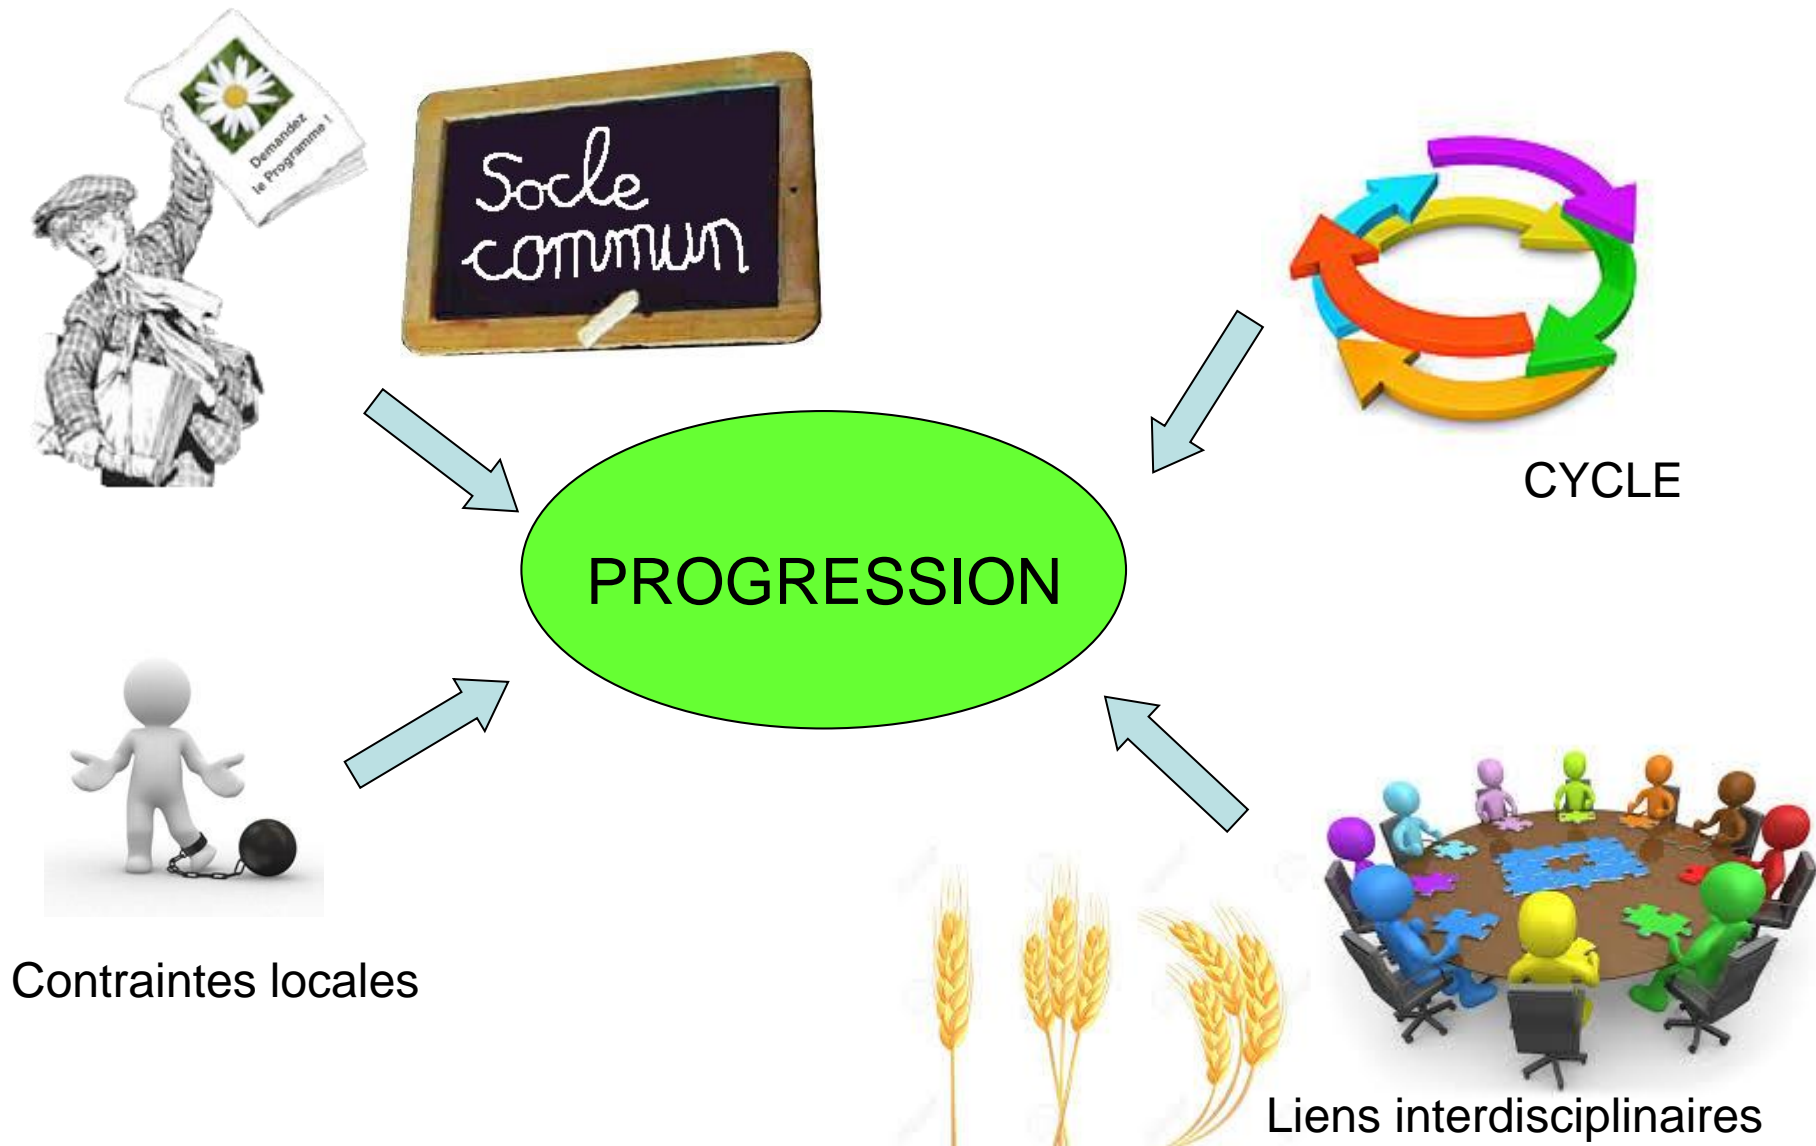 Demandez
le Programme !
Socle
commun
CYCLE
PROGRESSION
Contraintes locales
Liens interdisciplinaires